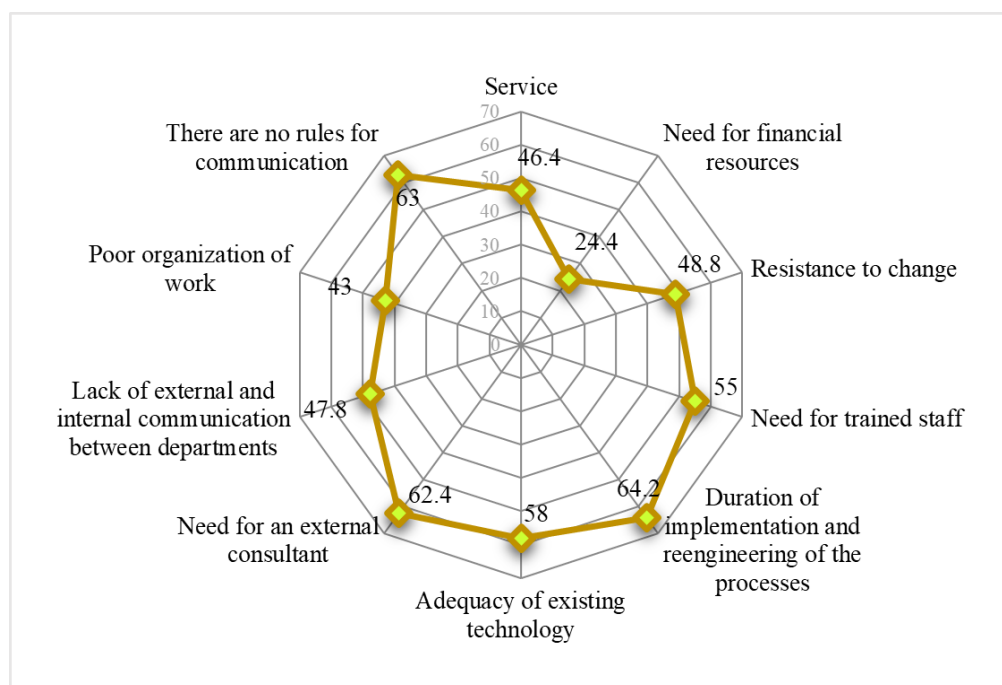 Service
70
60
50
40
30
20
10
0
46.4
Need for financial
resources
24.4
Resistance to change
48.8
Need for trained staff
55
Duration of
implementation and
reengineering of the
processes
64.2
Adequacy of existing
technology
58
Need for an external
consultant
62.4
Lack of external and
internal communication
between departments
47.8
Poor organization of
work
43
There are no rules for
communication
63